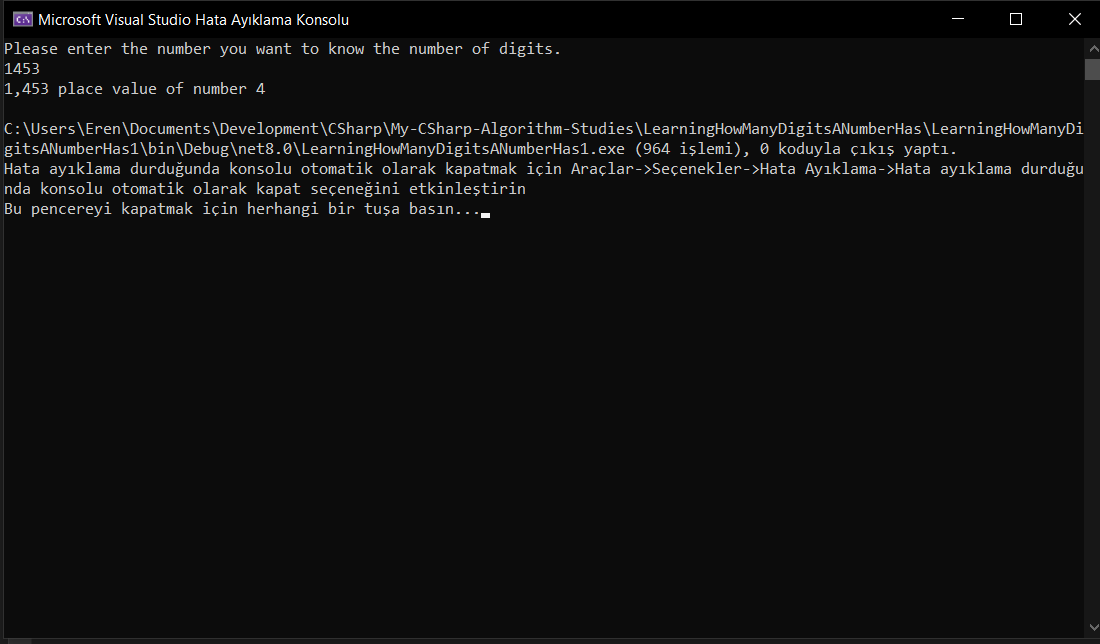 Microsoft Visual Studio Hata Ayıklama Konsolu
Please enter the number you want to know the number of digits.
1453
1,453 place value of number 4
C:\Users\Eren\Documents\Development\CSharp\My-CSharp-Algorithm-Studies\LearningHowManyDigitsANumberHas\LearningHowManyDi
gitsANumberHas1\bin\Debug\net8.0\LearningHowManyDigitsANumberHas1.exe (964 işlemi), 0 koduyla çıkış yaptı.
Hata ayıklama durduğunda konsolu otomatik olarak kapatmak için Araçlar->Seçenekler->Hata Ayıklama->Hata ayıklama durduğu
nda konsolu otomatik olarak kapat seçeneğini etkinleştirin
Bu pencereyi kapatmak için herhangi bir tuşa basın...